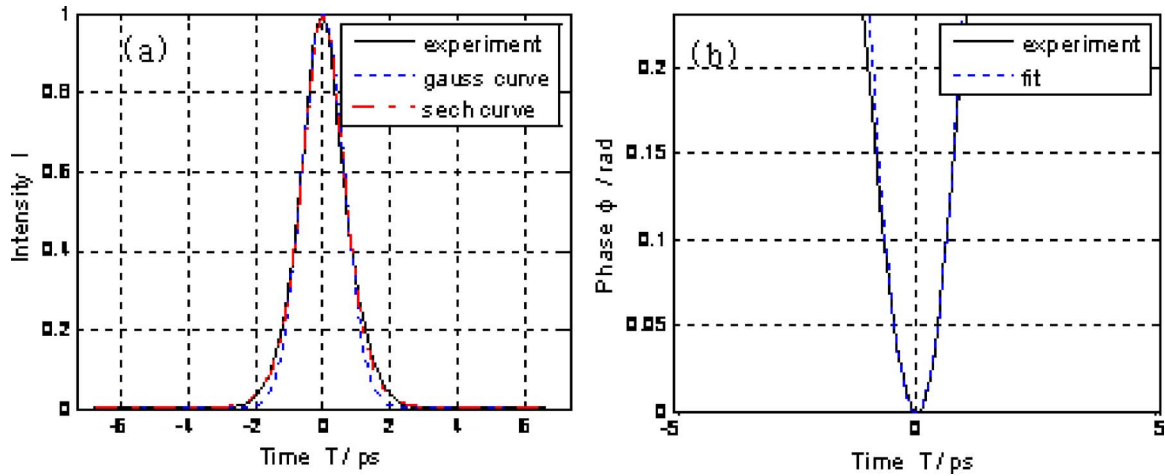 (a)
experiment
gauss curve
sech curve
Intensity I
1
0.8
0.6
0.4
0.2
0
-6 -4 -2 0 2 4 6
Time T / ps
(b)
experiment
fit
Phase ϕ / rad
0.2
0.15
0.1
0.05
0
-5 0 5
Time T / ps